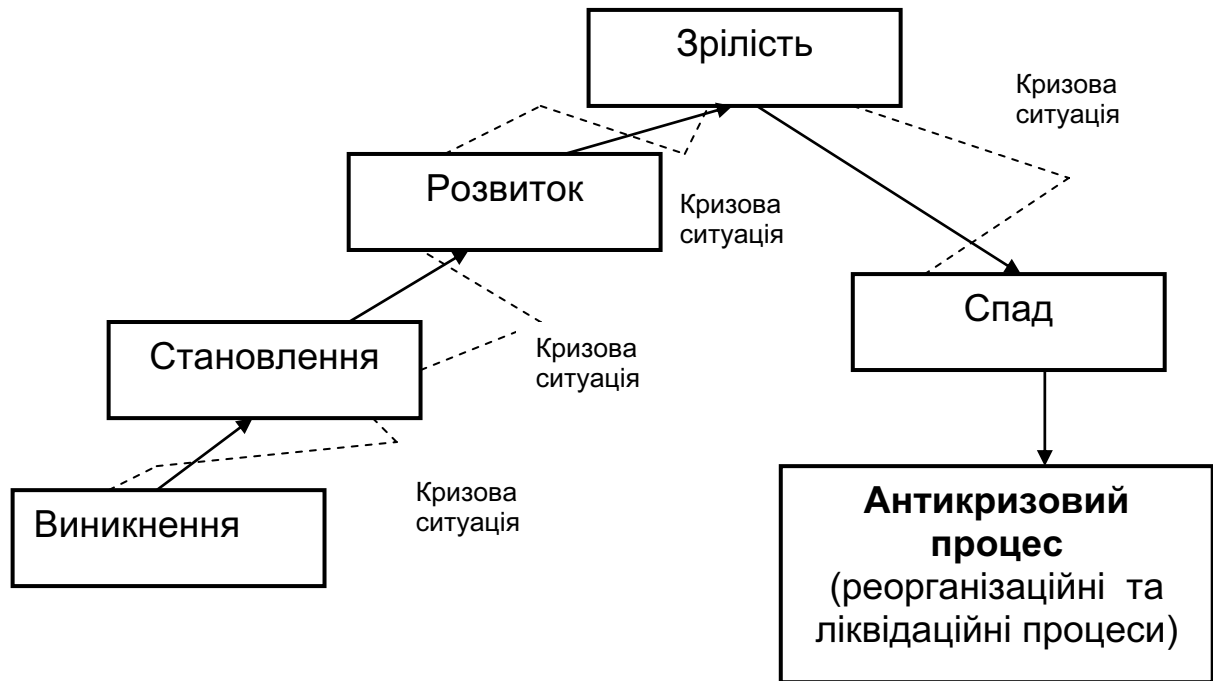 Зрілість
Кризова
ситуація
Розвиток
Кризова
ситуація
Спад
Становлення
Кризова
ситуація
Кризова
ситуація
Виникнення
Антикризовий
процес
(реорганізаційні та
ліквідаційні процеси)